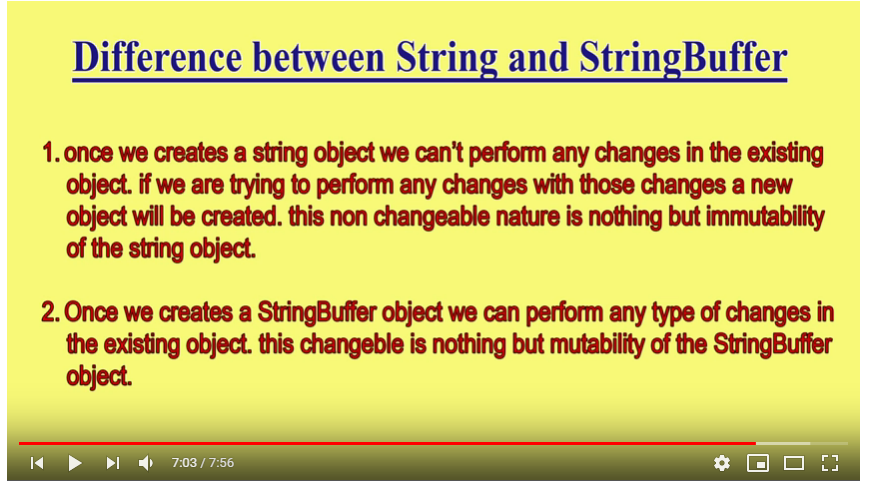 Difference between String and StringBuffer
1. once we creates a string object we can't perform any changes in the existing
object. if we are trying to perform any changes with those changes a new
object will be created. this non changeable nature is nothing but immutability
of the string object.
2. Once we creates a StringBuffer object we can perform any type of changes in
the existing object. this changeble is nothing but mutability of the StringBuffer
object.
7:03 / 7:56